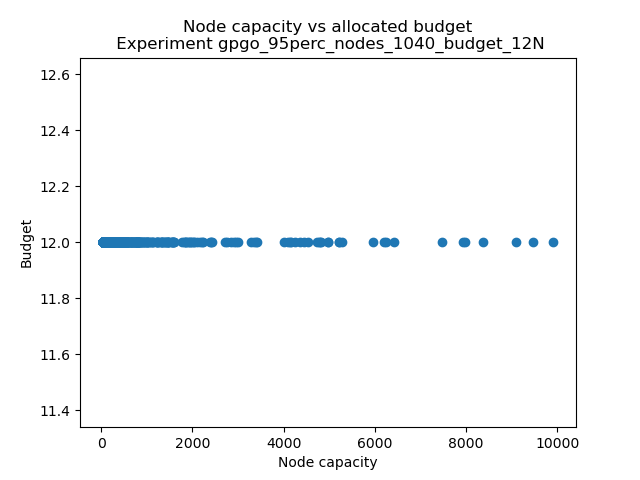 Node capacity vs allocated budget
Experiment gpgo_95perc_nodes_1040_budget_12N
12.6
12.4
12.2
12.0
11.8
11.6
11.4
Budget
0 2000 4000 6000 8000 10000
Node capacity